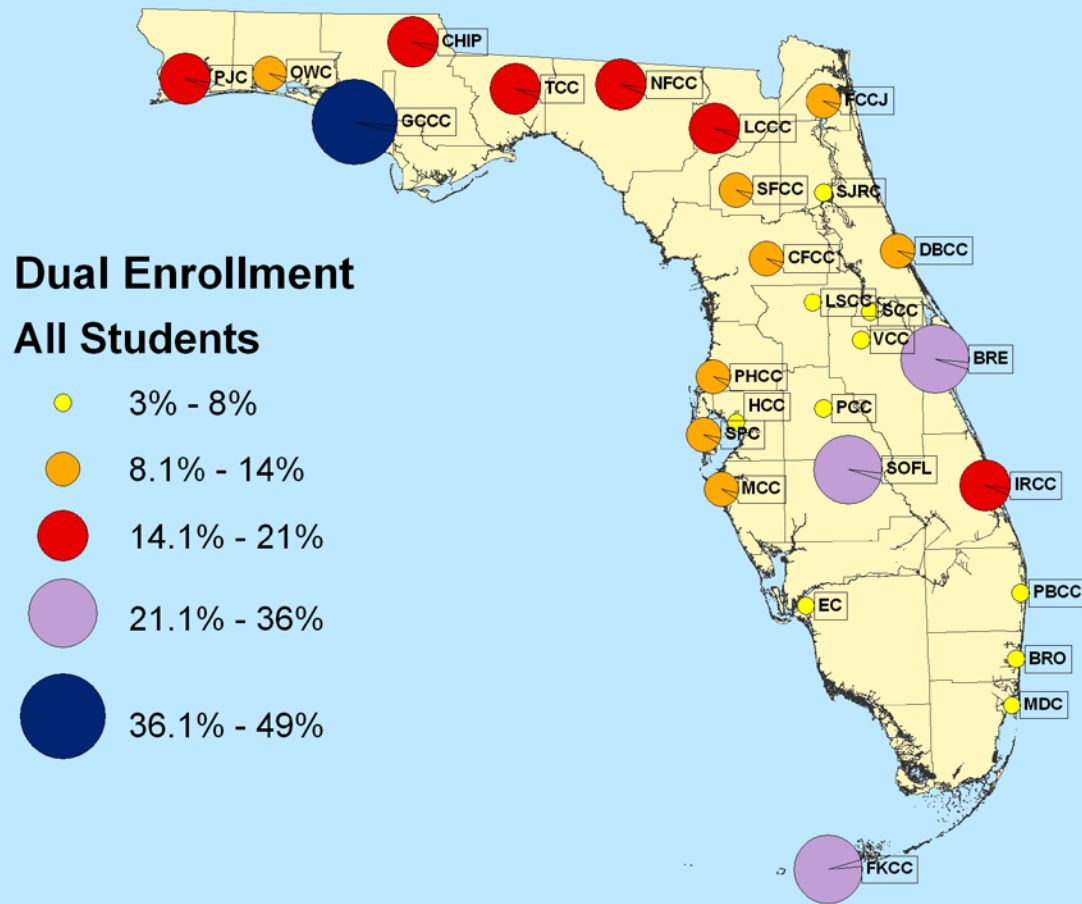 CHIP
PJC
OWC
TCC
NFCC
GCCC
FCCJ
LCCC
SFCC
SJRC
DBCC
CFCC
Dual Enrollment
All Students
LSCC
SCC
VCC
BRE
PHCC
3% - 8%
HCC
PCC
SPC
8.1% - 14%
SOFL
MCC
IRCC
14.1% - 21%
PBCC
EC
21.1% - 36%
BRO
MDC
36.1% - 49%
FKCC